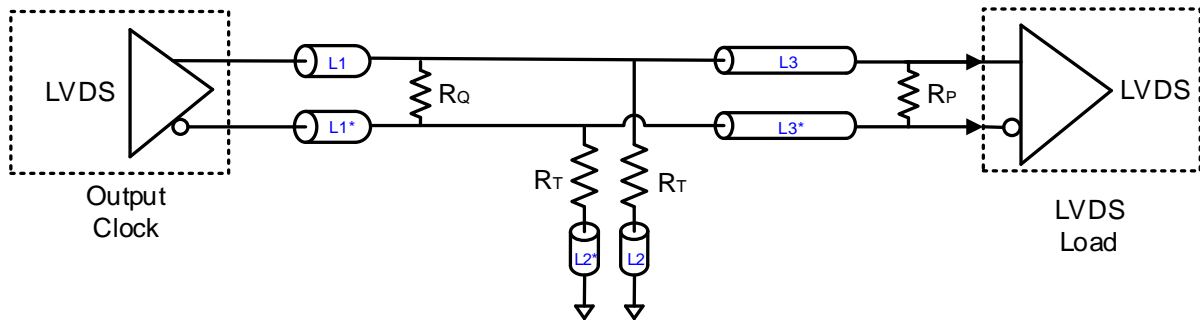 LVDS
Output
Clock
L1
L1*
RQ
RT
RT
L2*
L2
L3
L3*
RP
LVDS
LVDS
Load